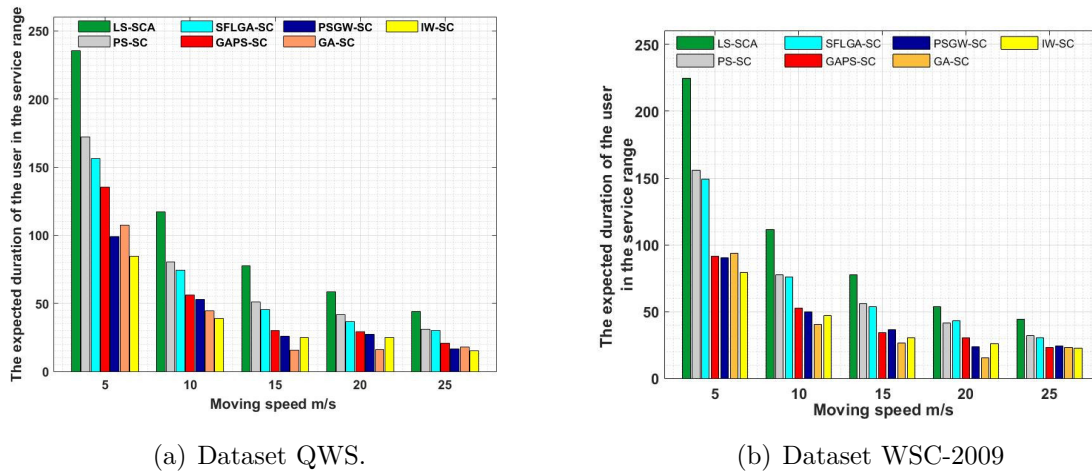 The expected duration of the user in the service range
250
200
150
100
50
0
LS-SCA
SFLGA-SC
PSGW-SC
IW-SC
PS-SC
GAPS-SC
GA-SC
5
10
15
20
25
Moving speed m/s
(a) Dataset QWS.
The expected duration of the user
in the service range
250
200
150
100
50
0
LS-SCA
SFLGA-SC
PSGW-SC
IW-SC
PS-SC
GAPS-SC
GA-SC
5
10
15
20
25
Moving speed m/s
(b) Dataset WSC-2009